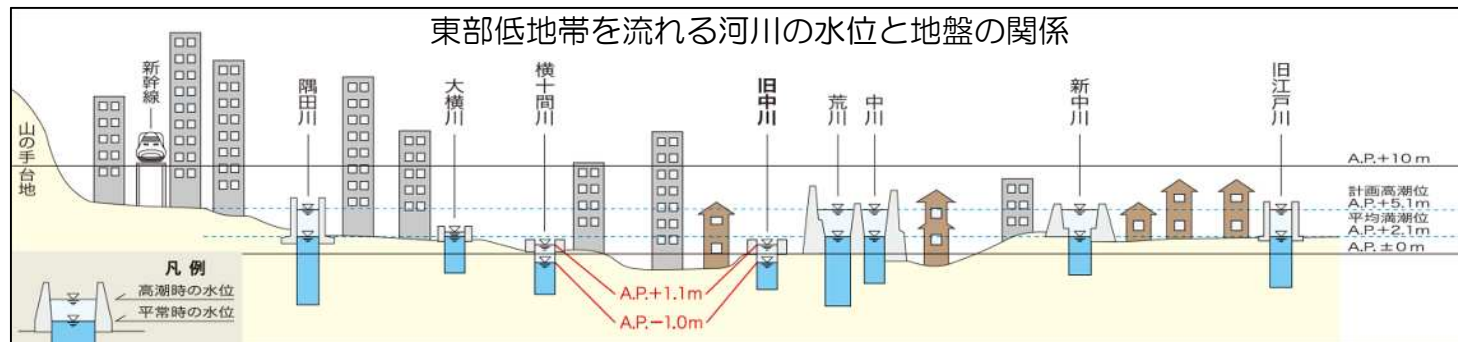 東部低地帯を流れる河川の水位と地盤の関係
山の手台地
新幹線
隅田川
大横川
横十間川
旧中川
荒川
中川
新中川
旧江戸川
A.P.+10m
計画高潮位
A.P.+5.1m
平均満潮位
A.P.+2.1m
A.P.±0m
A.P.+1.1m
A.P.−1.0m
凡例
高潮時の水位
平常時の水位